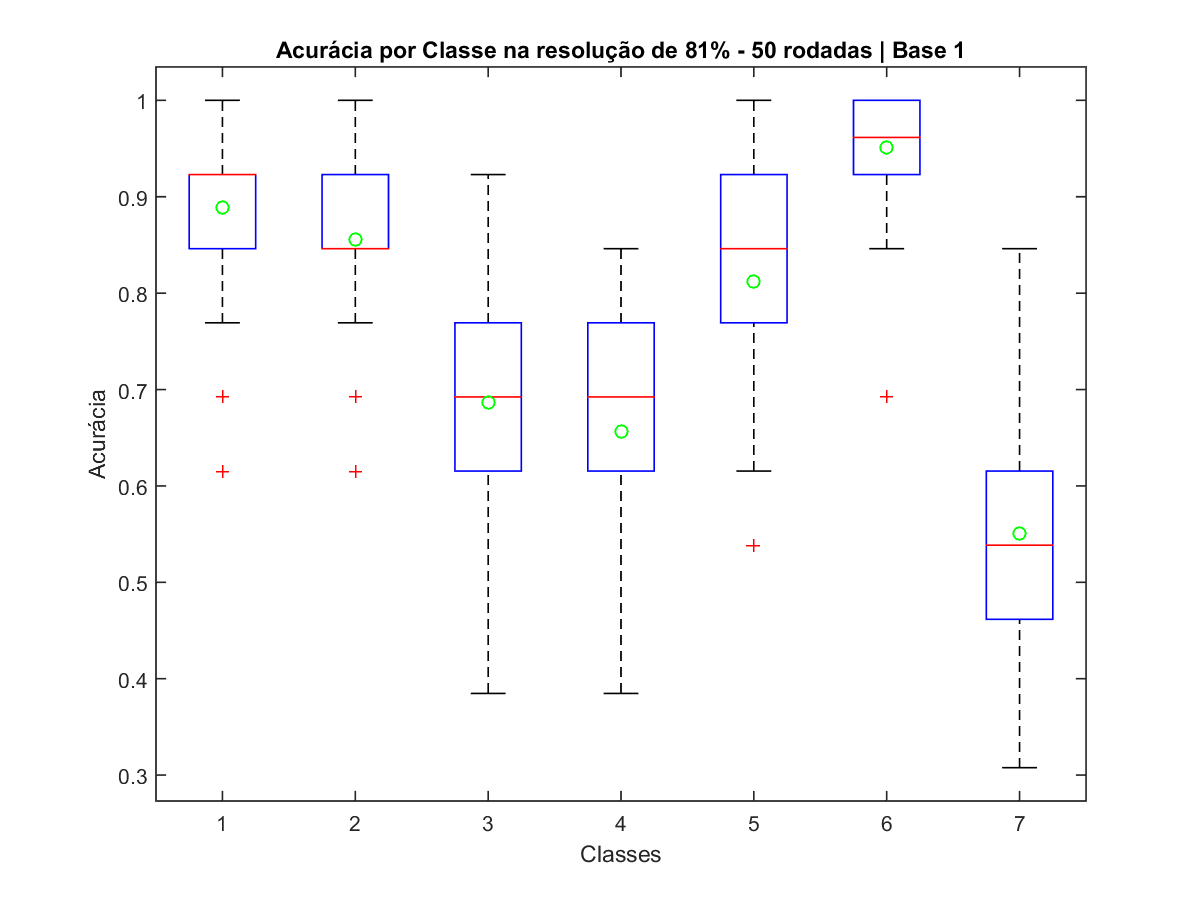 Acurácia por Classe na resolução de 81% - 50 rodadas | Base 1
1
0.9
0.8
0.7
0.6
0.5
0.4
0.3
Acurácia
1 2 3 4 5 6 7
Classes